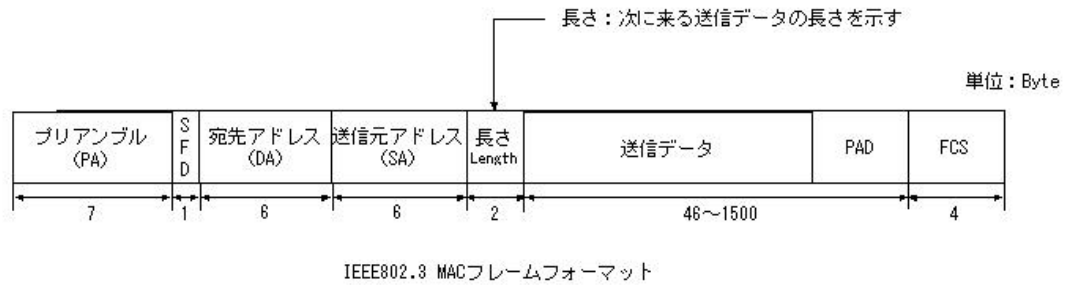 長さ：次に来る送信データの長さを示す
単位：Byte
プリアンブル
(PA)
S
F
D
宛先アドレス
(DA)
送信元アドレス
(SA)
長さ
Length
送信データ
PAD
FCS
7
1
6
6
2
46～1500
4
IEEE802.3 MACフレームフォーマット